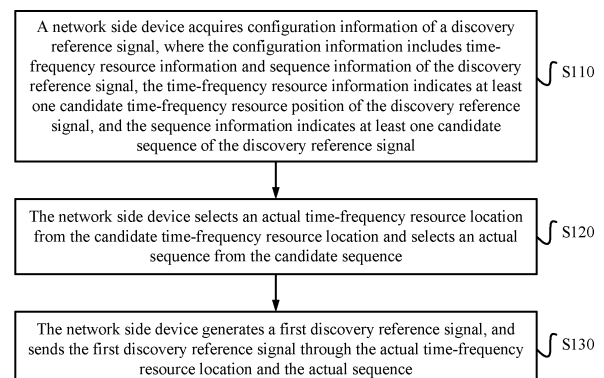 A network side device acquires configuration information of a discovery
reference signal, where the configuration information includes time-
frequency resource information and sequence information of the discovery
reference signal, the time-frequency resource information indicates at least
one candidate time-frequency resource position of the discovery reference
signal, and the sequence information indicates at least one candidate
sequence of the discovery reference signal
S110
The network side device selects an actual time-frequency resource location
from the candidate time-frequency resource location and selects an actual
sequence from the candidate sequence
S120
The network side device generates a first discovery reference signal, and
sends the first discovery reference signal through the actual time-frequency
resource location and the actual sequence
S130